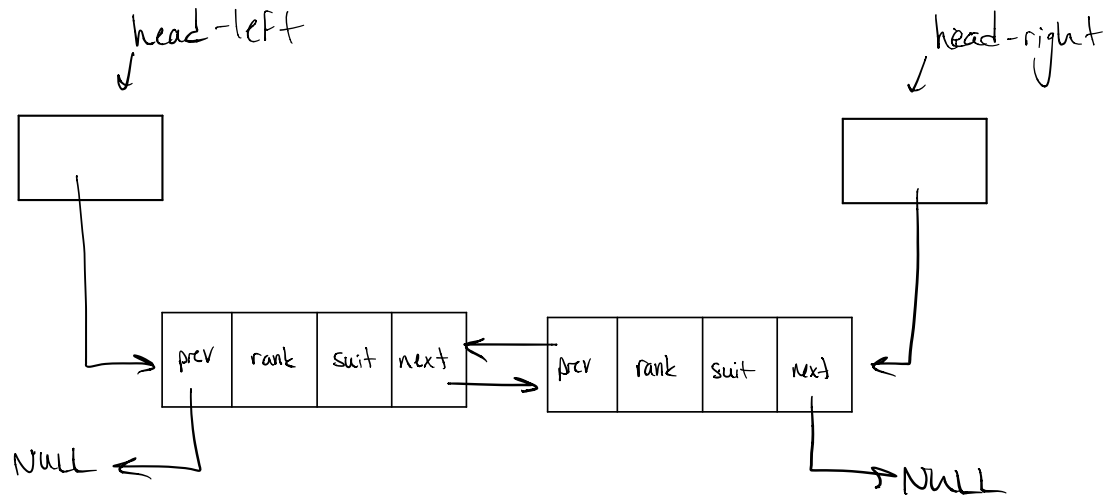 head-left
head-right
prev rank suit next
prev rank suit next
NULL
NULL